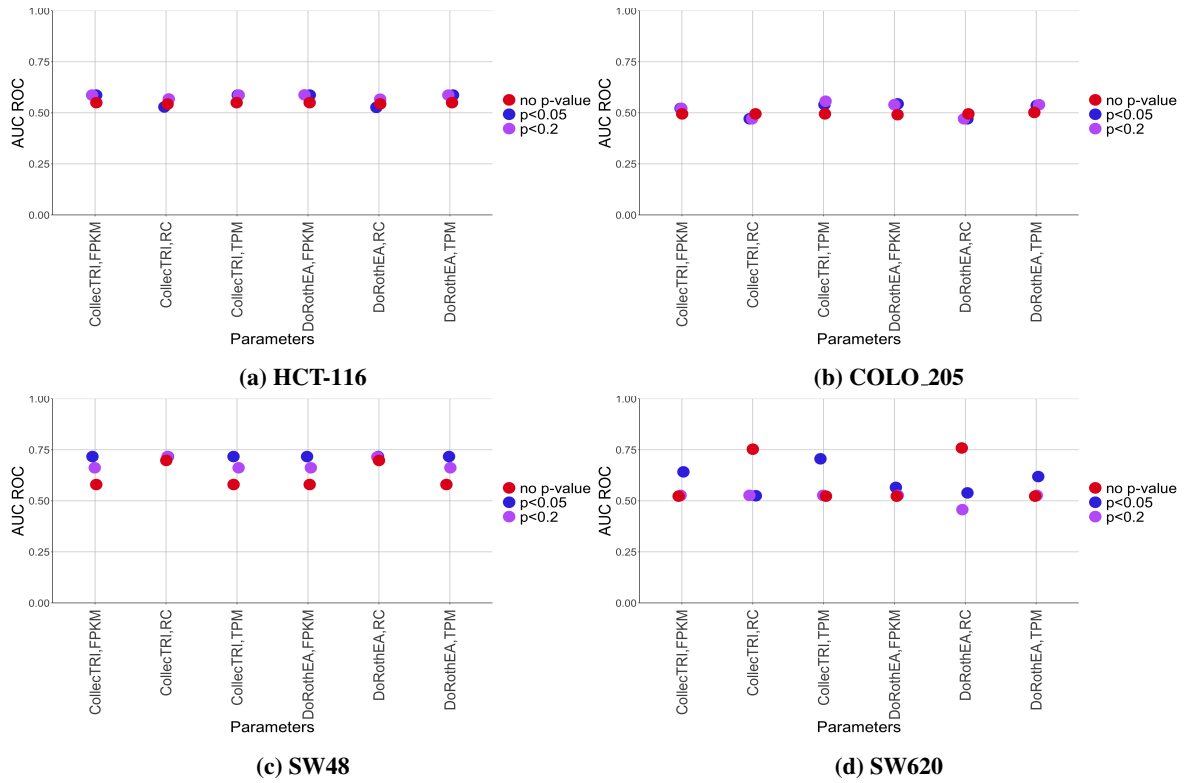 1.00
0.75
0.50
0.25
0.00
AUC ROC
CollecTRI,FPKM
CollecTRI,RC
CollecTRI,TPM
DoRothEA,FPKM
DoRothEA,RC
DoRothEA,TPM
Parameters
no p-value
p<0.05
p<0.2
(a) HCT-116
1.00
0.75
0.50
0.25
0.00
AUC ROC
CollecTRI,FPKM
CollecTRI,RC
CollecTRI,TPM
DoRothEA,FPKM
DoRothEA,RC
DoRothEA,TPM
Parameters
no p-value
p<0.05
p<0.2
(b) COLO_205
1.00
0.75
0.50
0.25
0.00
AUC ROC
CollecTRI,FPKM
CollecTRI,RC
CollecTRI,TPM
DoRothEA,FPKM
DoRothEA,RC
DoRothEA,TPM
Parameters
no p-value
p<0.05
p<0.2
(c) SW48
1.00
0.75
0.50
0.25
0.00
AUC ROC
CollecTRI,FPKM
CollecTRI,RC
CollecTRI,TPM
DoRothEA,FPKM
DoRothEA,RC
DoRothEA,TPM
Parameters
no p-value
p<0.05
p<0.2
(d) SW620